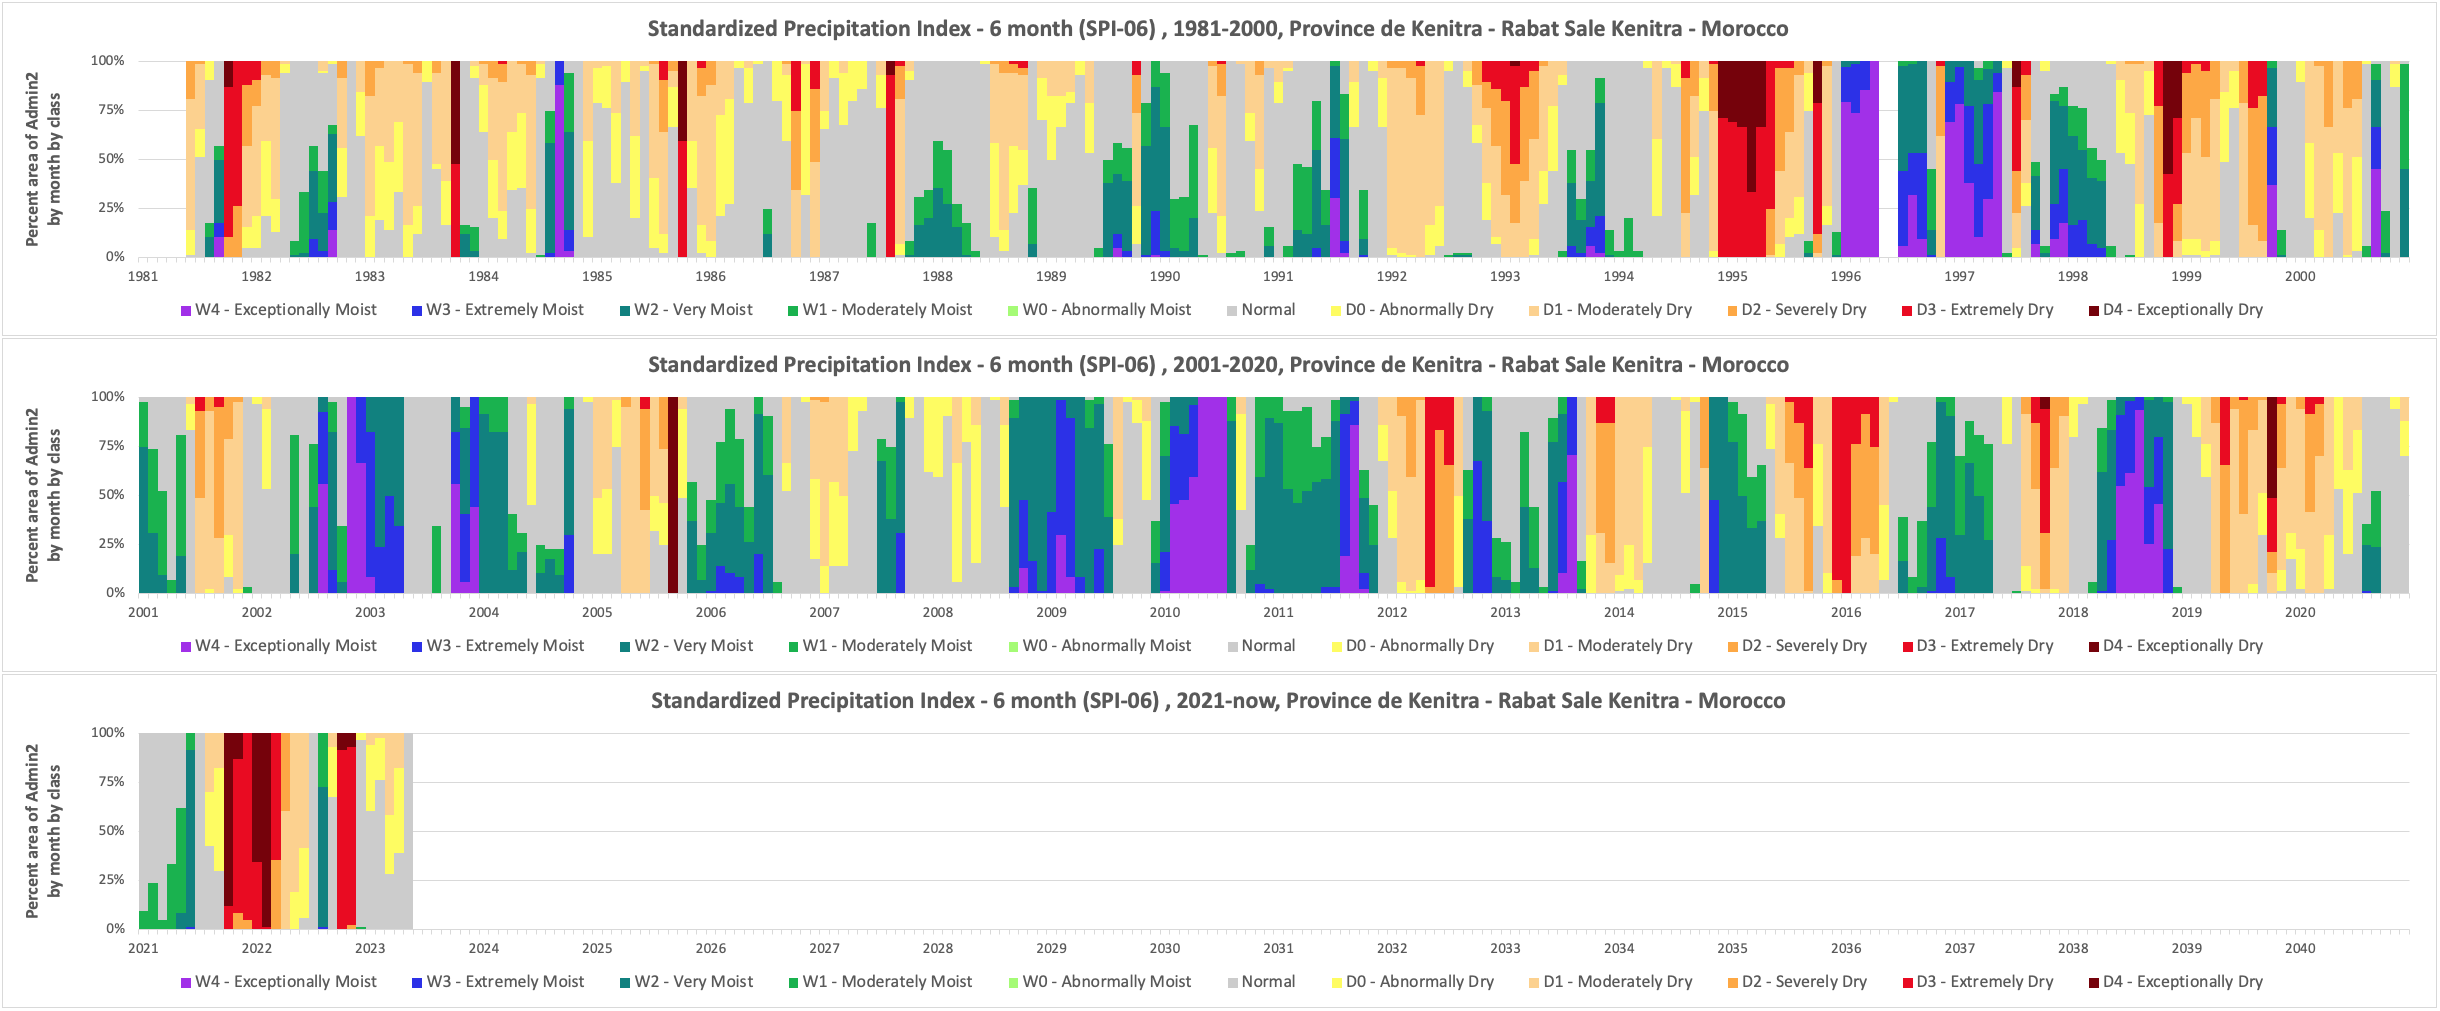 Standardized Precipitation Index - 6 month (SPI-06) , 1981-2000, Province de Kenitra - Rabat Sale Kenitra - Morocco
Percent area of Admin2
by month by class
100%
75%
50%
25%
0%
1981 1982 1983 1984 1985 1986 1987 1988 1989 1990 1991 1992 1993 1994 1995 1996 1997 1998 1999 2000
W4 - Exceptionally Moist W3 - Extremely Moist W2 - Very Moist W1 - Moderately Moist W0 - Abnormally Moist Normal D0 - Abnormally Dry D1 - Moderately Dry D2 - Severely Dry D3 - Extremely Dry D4 - Exceptionally Dry
Standardized Precipitation Index - 6 month (SPI-06) , 2001-2020, Province de Kenitra - Rabat Sale Kenitra - Morocco
Percent area of Admin2
by month by class
100%
75%
50%
25%
0%
2001 2002 2003 2004 2005 2006 2007 2008 2009 2010 2011 2012 2013 2014 2015 2016 2017 2018 2019 2020
W4 - Exceptionally Moist W3 - Extremely Moist W2 - Very Moist W1 - Moderately Moist W0 - Abnormally Moist Normal D0 - Abnormally Dry D1 - Moderately Dry D2 - Severely Dry D3 - Extremely Dry D4 - Exceptionally Dry
Standardized Precipitation Index - 6 month (SPI-06) , 2021-now, Province de Kenitra - Rabat Sale Kenitra - Morocco
Percent area of Admin2
by month by class
100%
75%
50%
25%
0%
2021 2022 2023 2024 2025 2026 2027 2028 2029 2030 2031 2032 2033 2034 2035 2036 2037 2038 2039 2040
W4 - Exceptionally Moist W3 - Extremely Moist W2 - Very Moist W1 - Moderately Moist W0 - Abnormally Moist Normal D0 - Abnormally Dry D1 - Moderately Dry D2 - Severely Dry D3 - Extremely Dry D4 - Exceptionally Dry